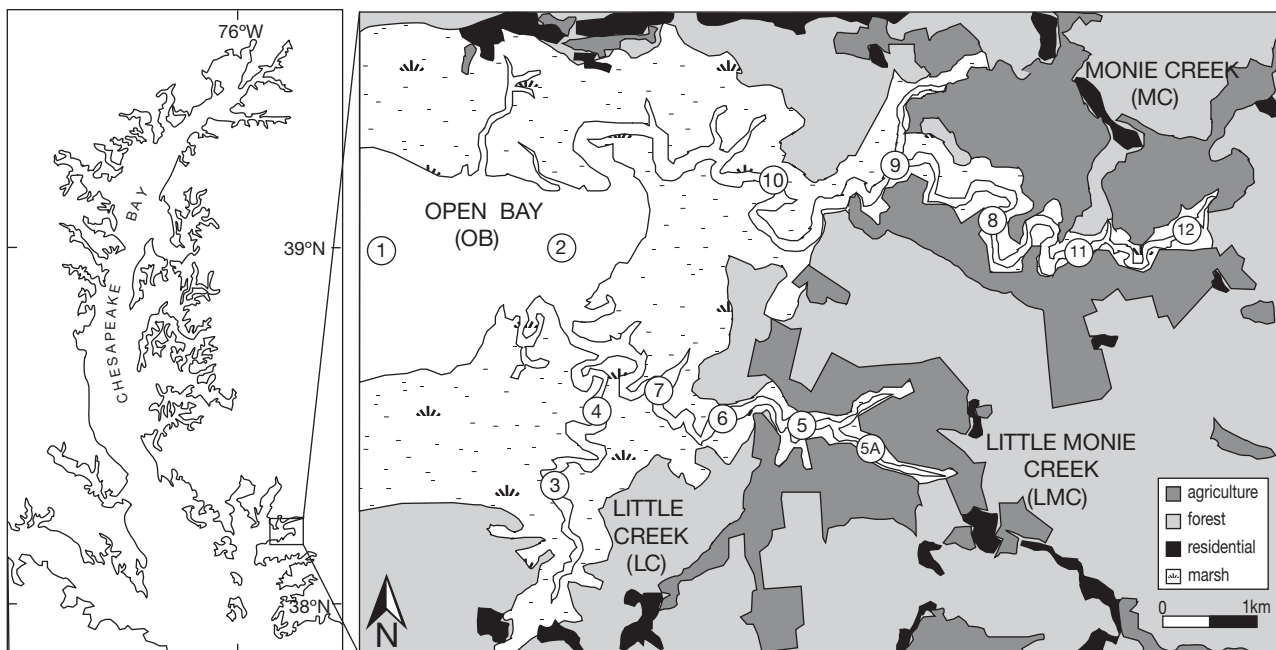 76°W
39°N
38°N
CHESAPEAKE BAY
OPEN BAY
(OB)
MONIE CREEK
(MC)
LITTLE MONIE
CREEK
(LMC)
LITTLE
CREEK
(LC)
1
2
3
4
5
5A
6
7
8
9
10
11
12
N
agriculture
forest
residential
marsh
0 1km